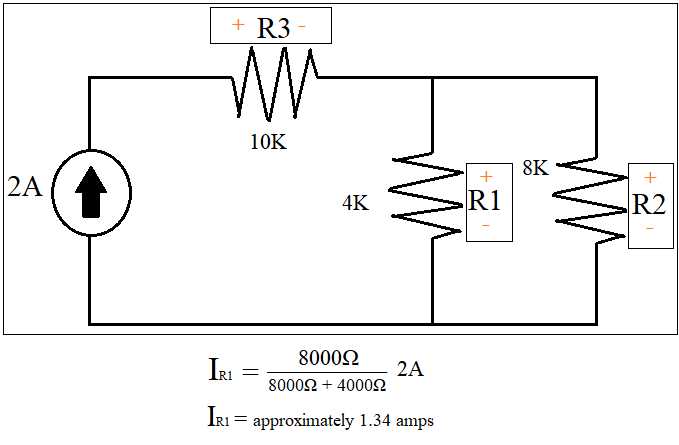 + R3 -
10K
2A
4K
+
R1
-
8K
+
R2
-
IR1 = 8000Ω
8000Ω + 4000Ω
2A
IR1 = approximately 1.34 amps